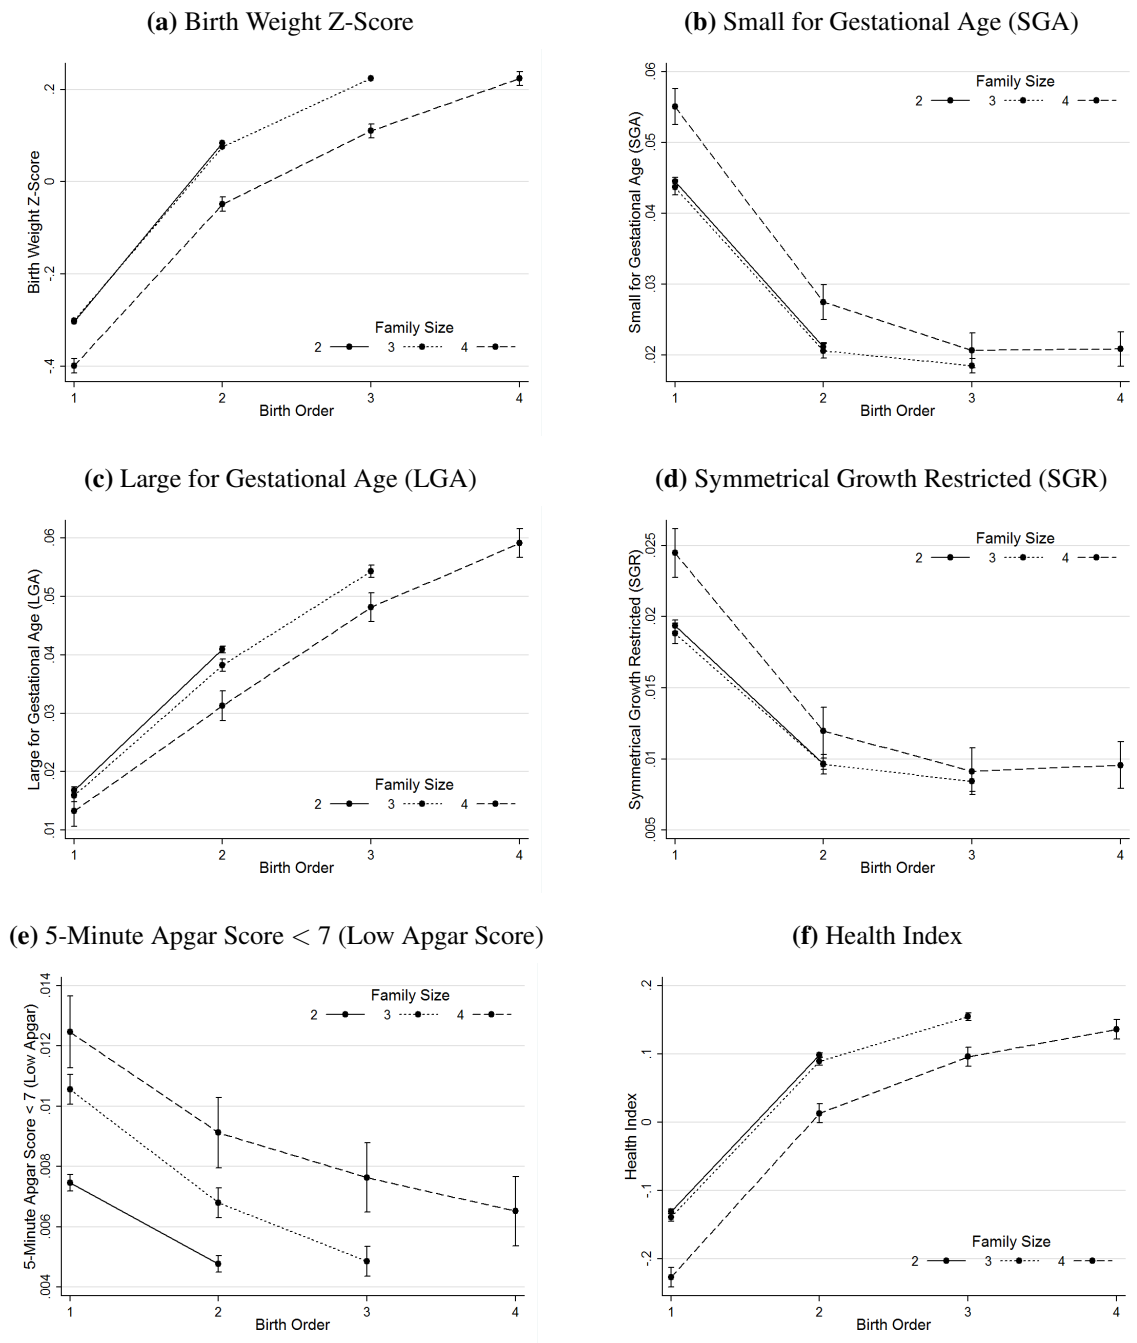 (a) Birth Weight Z-Score
Birth Weight Z-Score
.2
0
-.2
-.4
Family Size
2 3 4
1 2 3 4
Birth Order
(b) Small for Gestational Age (SGA)
Small for Gestational Age (SGA)
.06
.05
.04
.03
.02
Family Size
2 3 4
1 2 3 4
Birth Order
(c) Large for Gestational Age (LGA)
Large for Gestational Age (LGA)
.06
.05
.04
.03
.02
.01
Family Size
2 3 4
1 2 3 4
Birth Order
(d) Symmetrical Growth Restricted (SGR)
Symmetrical Growth Restricted (SGR)
.025
.02
.015
.01
.005
Family Size
2 3 4
1 2 3 4
Birth Order
(e) 5-Minute Apgar Score < 7 (Low Apgar Score)
5-Minute Apgar Score < 7 (Low Apgar)
.014
.012
.01
.008
.006
.004
Family Size
2 3 4
1 2 3 4
Birth Order
(f) Health Index
Health Index
.2
.1
0
-.1
-.2
Family Size
2 3 4
1 2 3 4
Birth Order